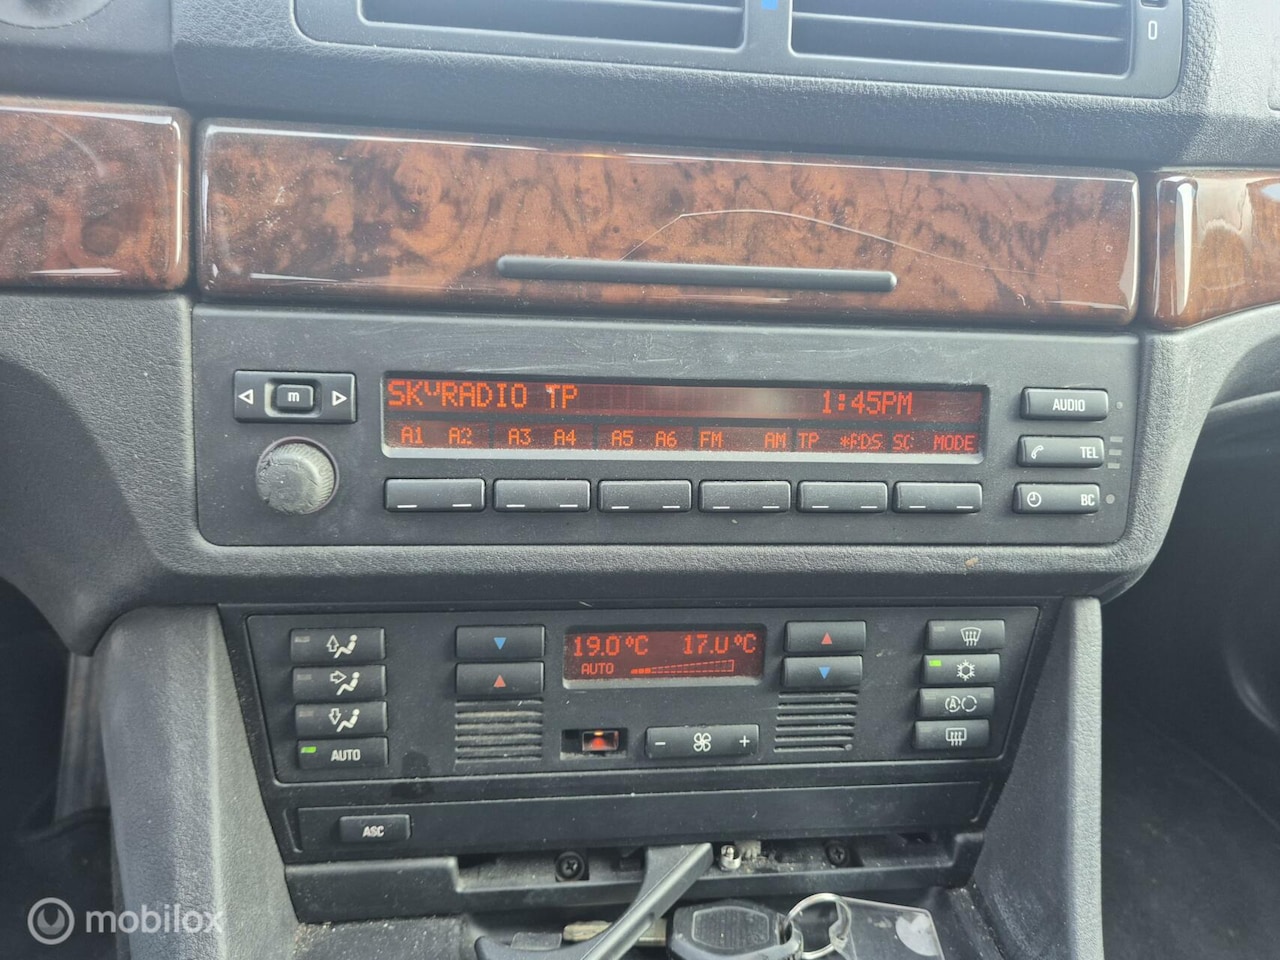 0
m
SKYRADIO TP 1:45PM
A1 A2 A3 A4 A5 A6 FM AM TP *RDS SC MODE
AUDIO
TEL
BC
19.0°C 17.0°C
AUTO
AUTO
A
- +
ASC
mobilox